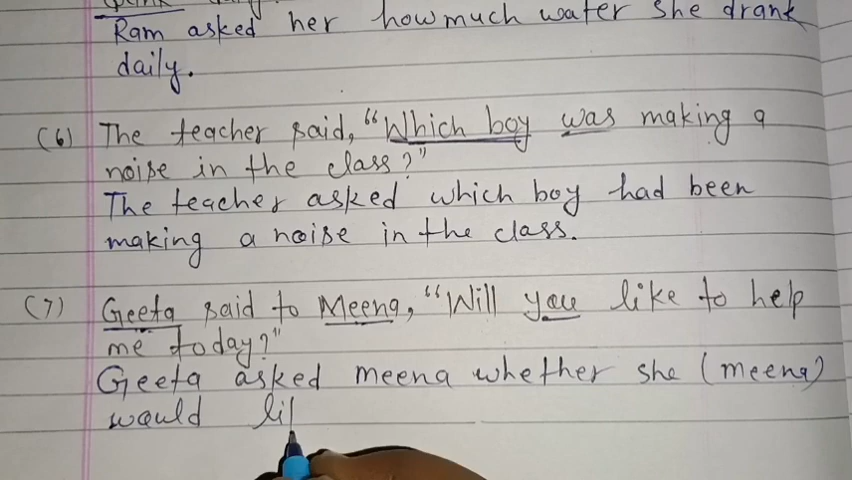 Ram asked her howmuch water she drank
daily.
(6) The teacher said, "Which boy was making a
noise in the class?"
The teacher asked which boy had been
making a noise in the class.
(7) Geeta said to Meena, "Will you like to help
me today?"
Geeta asked meena whether she (meena)
would li